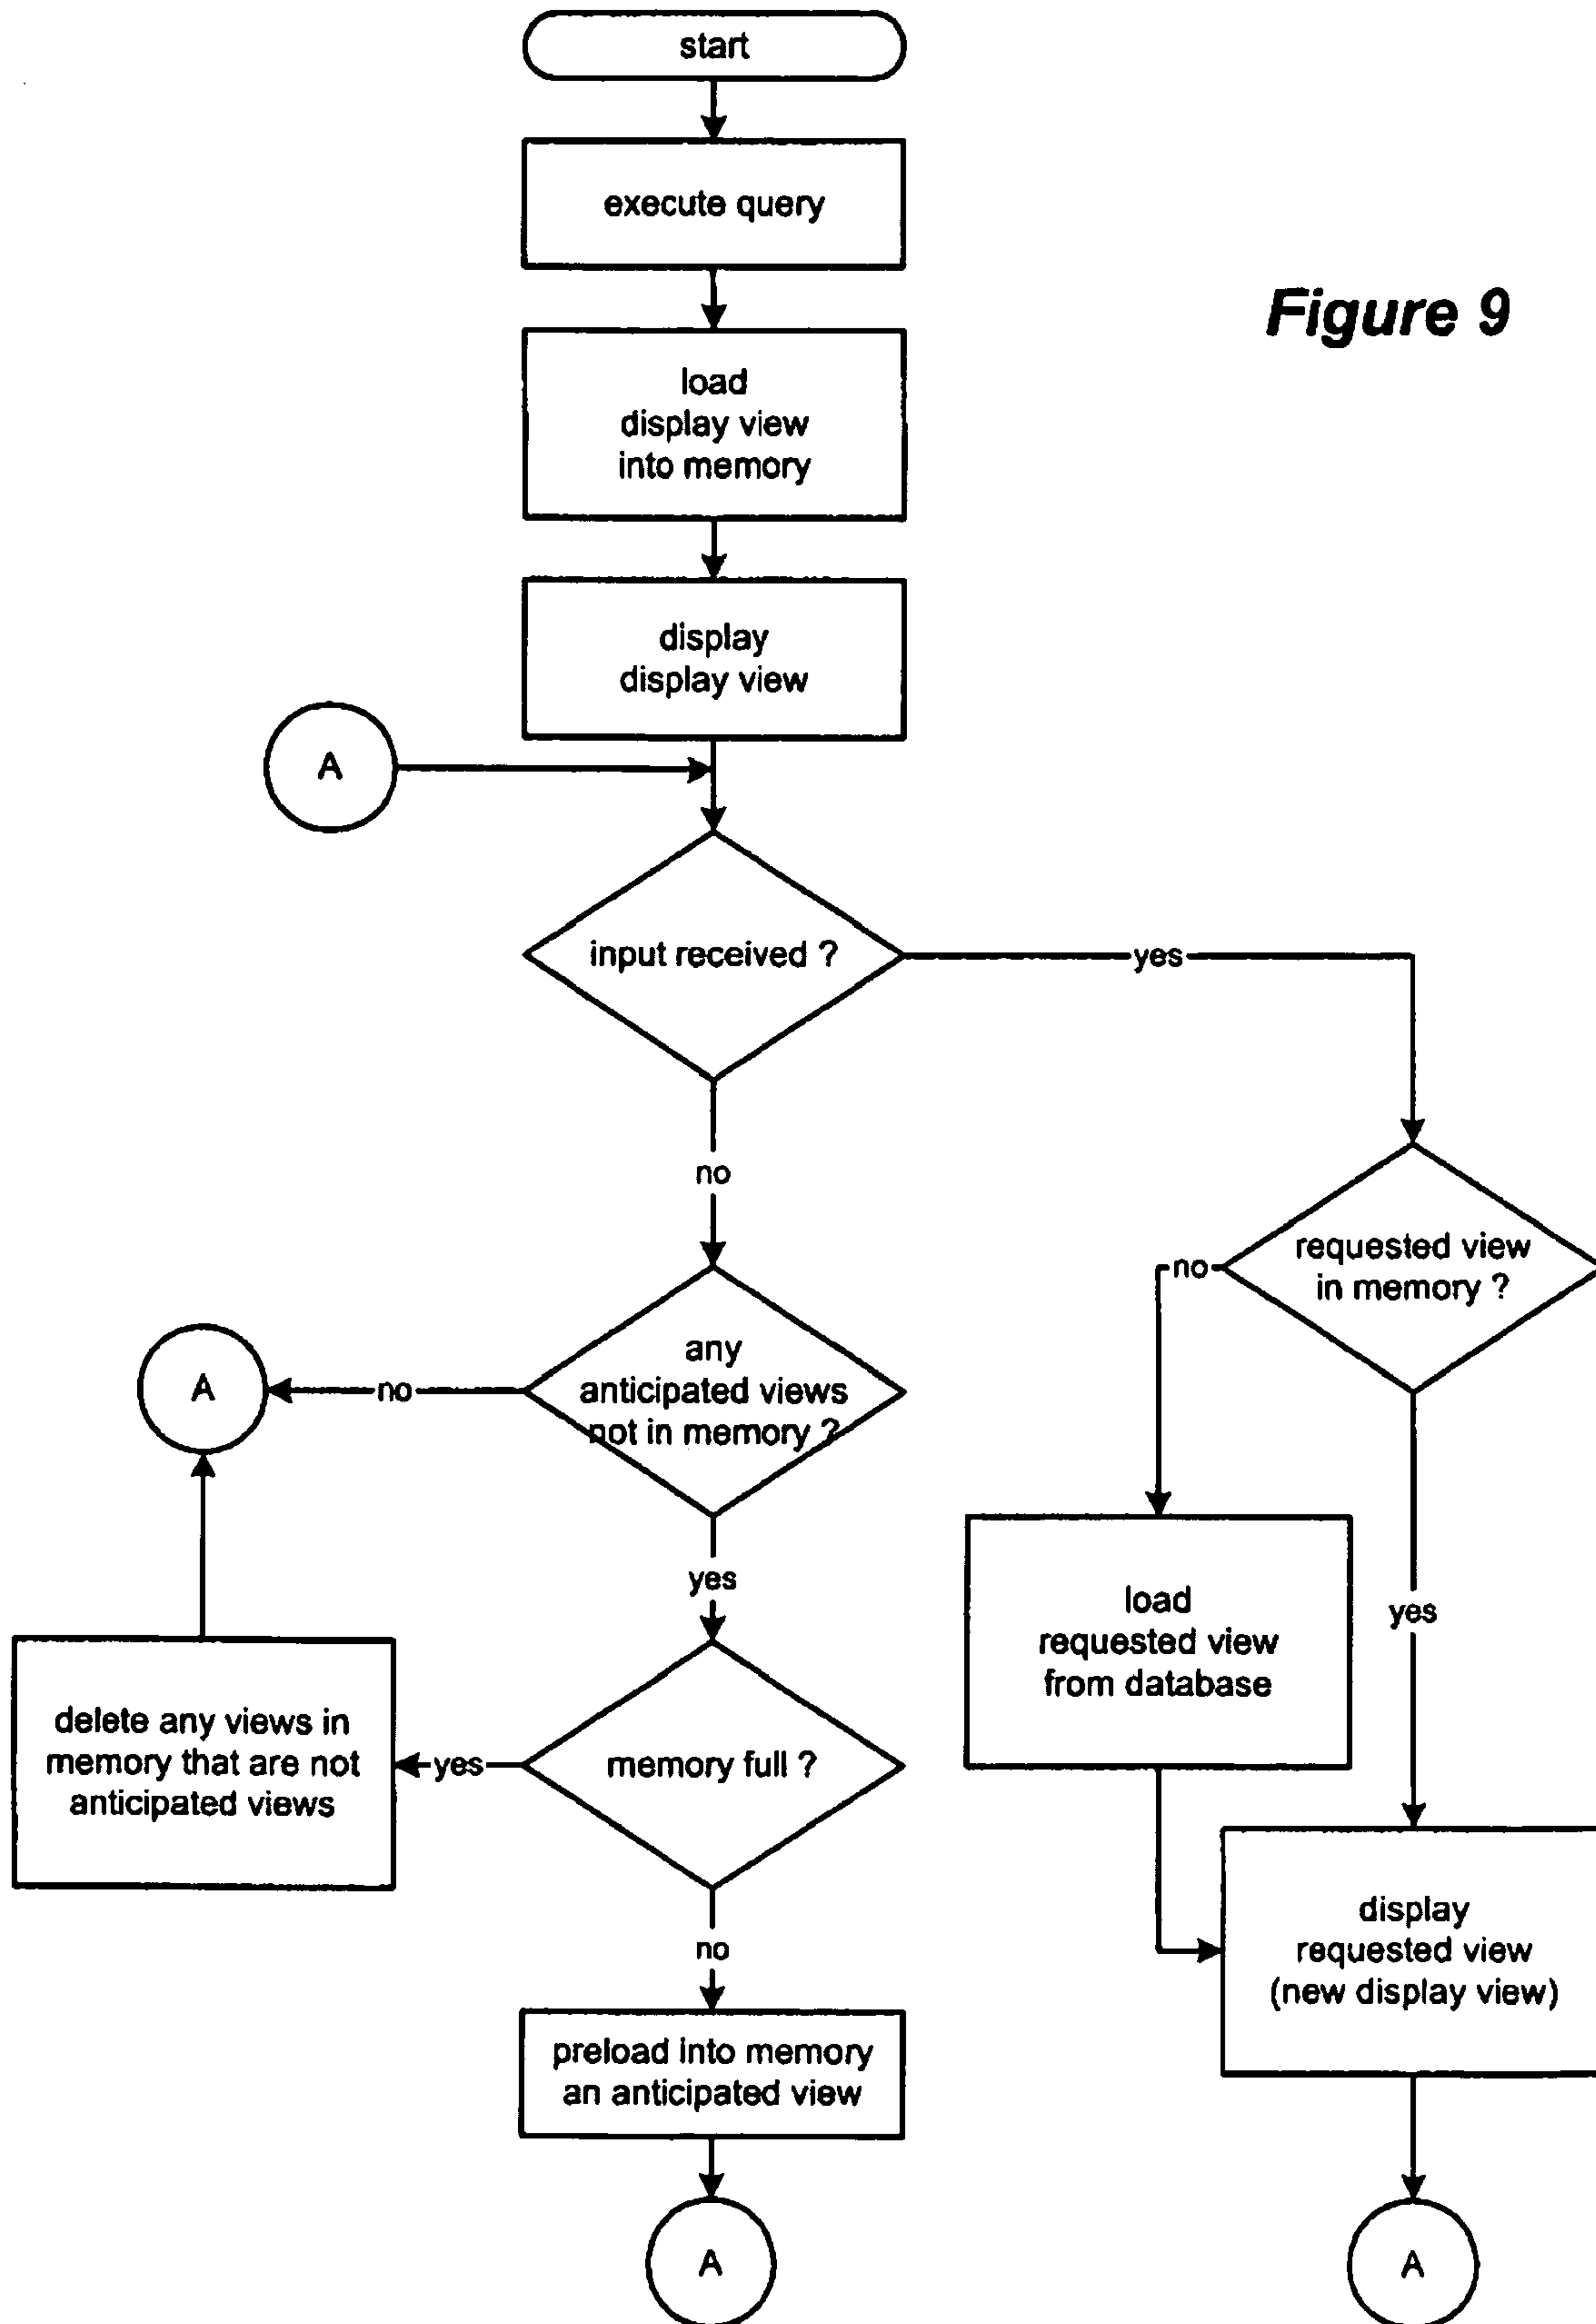 start
execute query
Figure 9
load
display view
into memory
display
display view
A
input received ?
yes
no
requested view
in memory ?
no
any
anticipated views
not in memory ?
no
A
yes
load
requested view
from database
yes
delete any views in
memory that are not
anticipated views
yes
memory full ?
no
display
requested view
(new display view)
preload into memory
an anticipated view
A
A